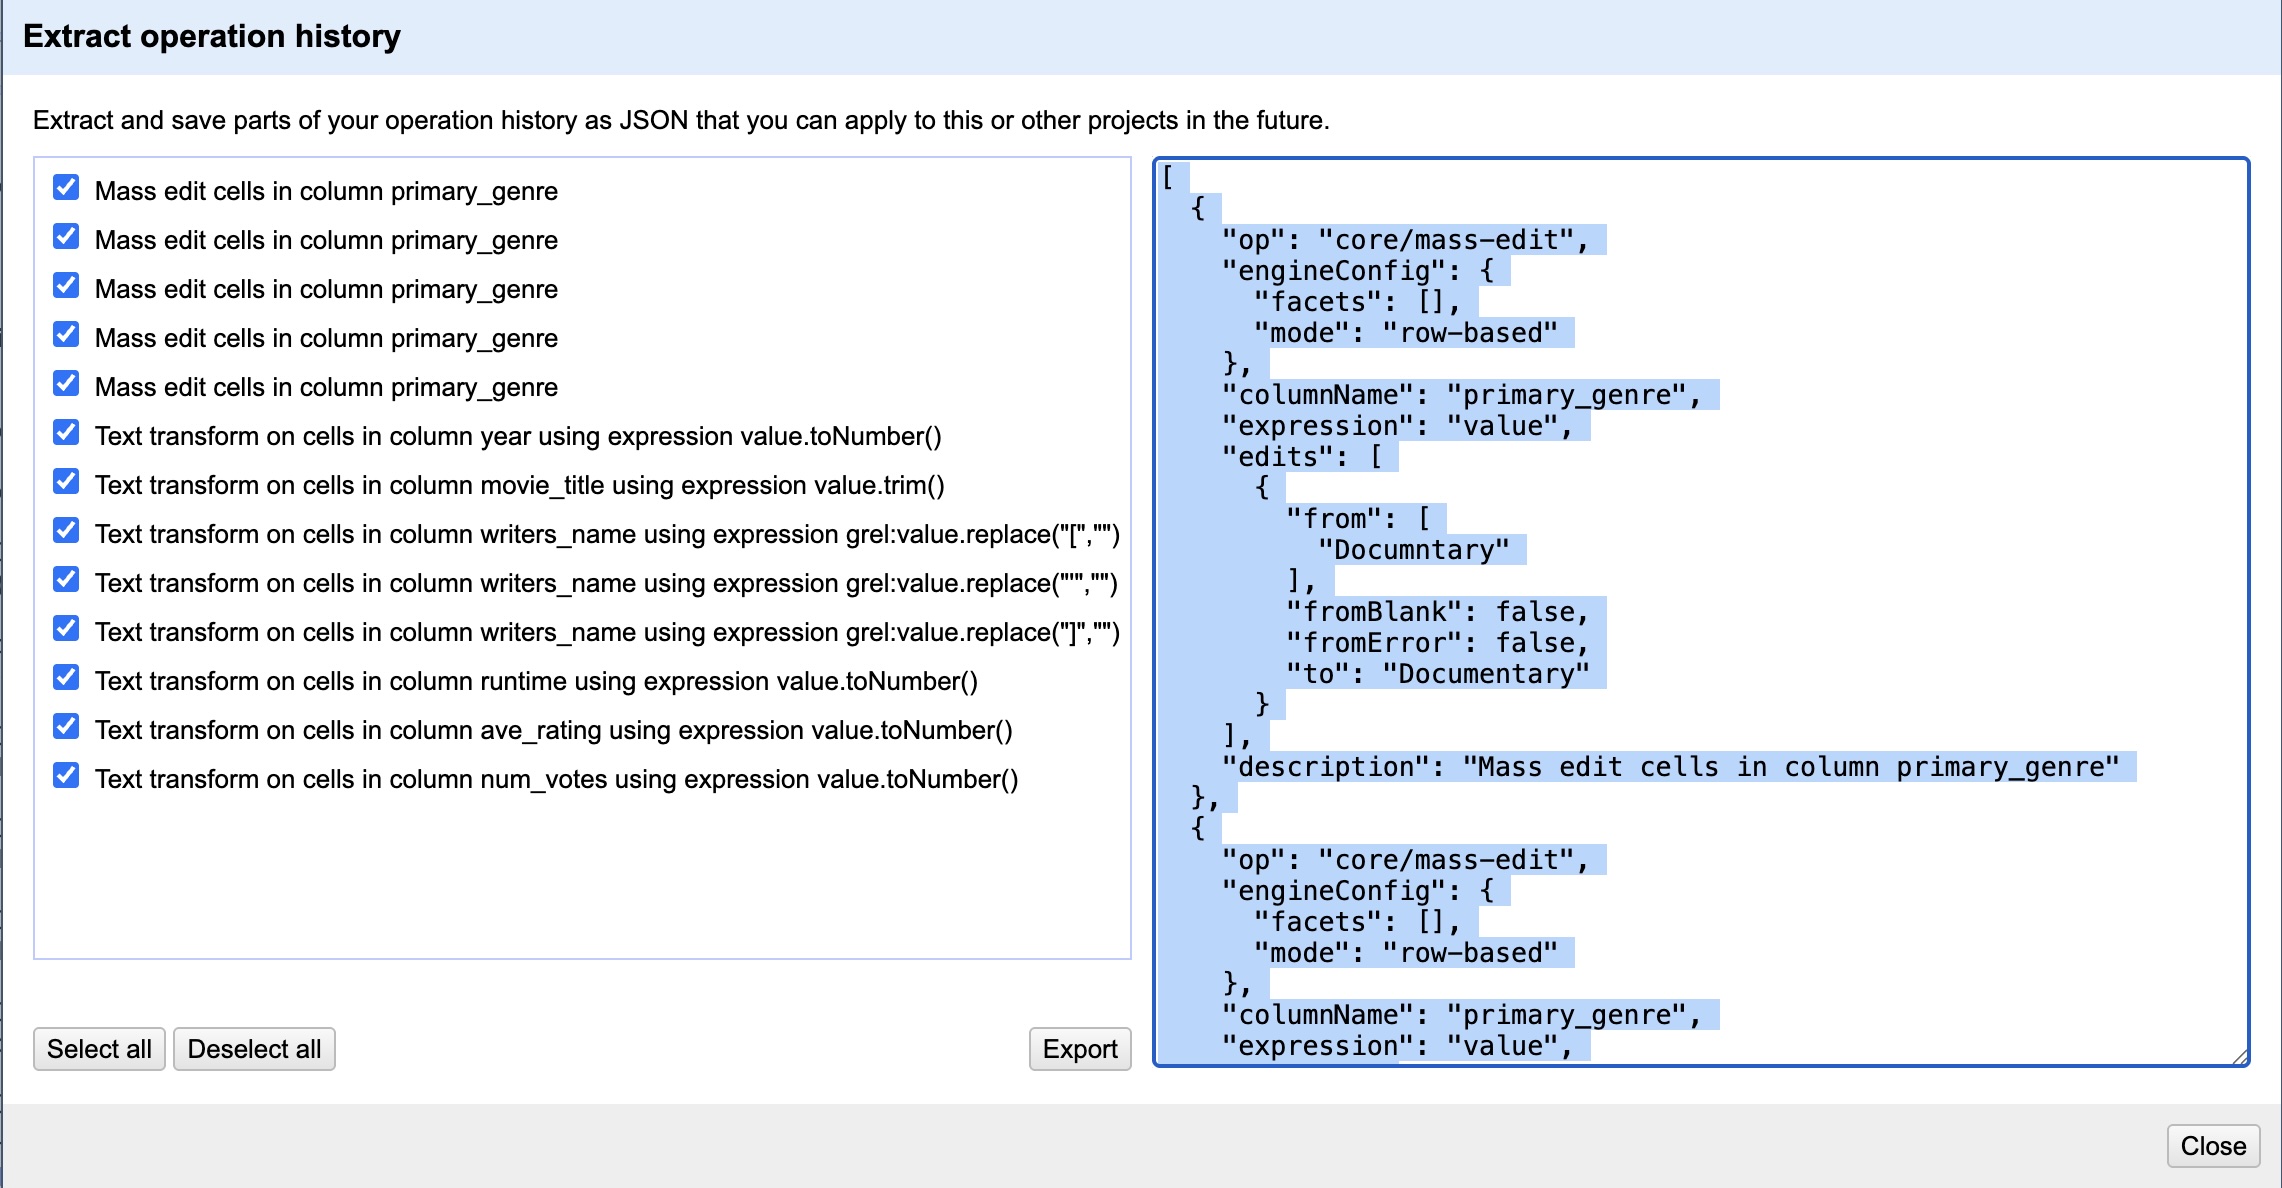 Extract operation history
Extract and save parts of your operation history as JSON that you can apply to this or other projects in the future.
Mass edit cells in column primary_genre
Mass edit cells in column primary_genre
Mass edit cells in column primary_genre
Mass edit cells in column primary_genre
Mass edit cells in column primary_genre
Text transform on cells in column year using expression value.toNumber()
Text transform on cells in column movie_title using expression value.trim()
Text transform on cells in column writers_name using expression grel:value.replace("[","")
Text transform on cells in column writers_name using expression grel:value.replace("'","")
Text transform on cells in column writers_name using expression grel:value.replace("]","")
Text transform on cells in column runtime using expression value.toNumber()
Text transform on cells in column ave_rating using expression value.toNumber()
Text transform on cells in column num_votes using expression value.toNumber()
Select all
Deselect all
Export
[
{
"op": "core/mass-edit",
"engineConfig": {
"facets": [],
"mode": "row-based"
},
"columnName": "primary_genre",
"expression": "value",
"edits": [
{
"from": [
"Documntary"
],
"fromBlank": false,
"fromError": false,
"to": "Documentary"
}
],
"description": "Mass edit cells in column primary_genre"
},
{
"op": "core/mass-edit",
"engineConfig": {
"facets": [],
"mode": "row-based"
},
"columnName": "primary_genre",
"expression": "value",
Close